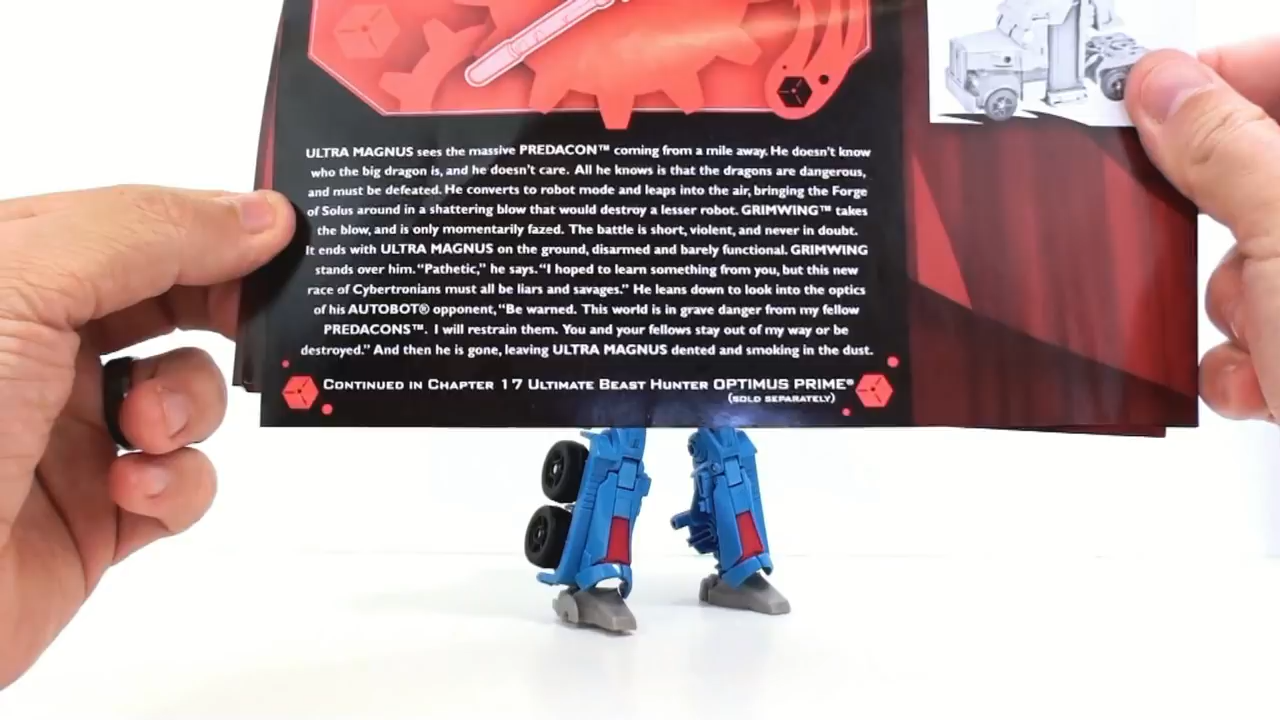 ULTRA MAGNUS sees the massive PREDACON™ coming from a mile away. He doesn't know
who the big dragon is, and he doesn't care. All he knows is that the dragons are dangerous,
and must be defeated. He converts to robot mode and leaps into the air, bringing the Forge
of Solus around in a shattering blow that would destroy a lesser robot. GRIMWING™ takes
the blow, and is only momentarily fazed. The battle is short, violent, and never in doubt.
It ends with ULTRA MAGNUS on the ground, disarmed and barely functional. GRIMWING
stands over him. "Pathetic," he says. "I hoped to learn something from you, but this new
race of Cybertronians must all be liars and savages." He leans down to look into the optics
of his AUTOBOT® opponent, "Be warned. This world is in grave danger from my fellow
PREDACONS™. I will restrain them. You and your fellows stay out of my way or be
destroyed." And then he is gone, leaving ULTRA MAGNUS dented and smoking in the dust.
CONTINUED IN CHAPTER 17 ULTIMATE BEAST HUNTER OPTIMUS PRIME®
(SOLD SEPARATELY)